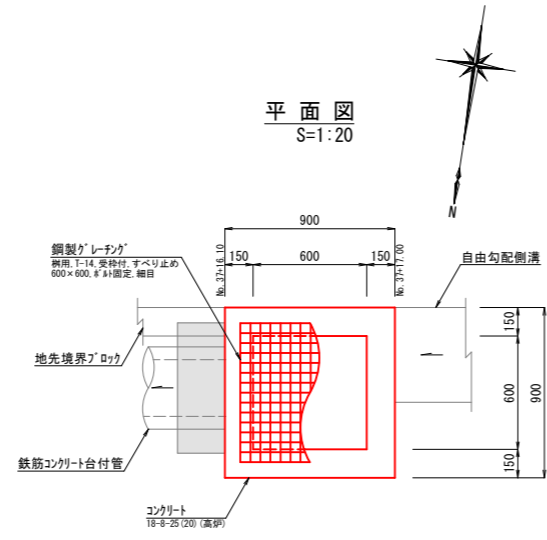 平 面 図
S=1:20
N
900
150
600
150
No.37+16.10
No.37+17.00
鋼製グレーチング
桝用, T-14, 受枠付, すべり止め
600×600, ボルト固定, 細目
自由勾配側溝
地先境界ブロック
150
600
150
900
鉄筋コンクリート台付管
コンクリート
18-8-25(20)(高炉)